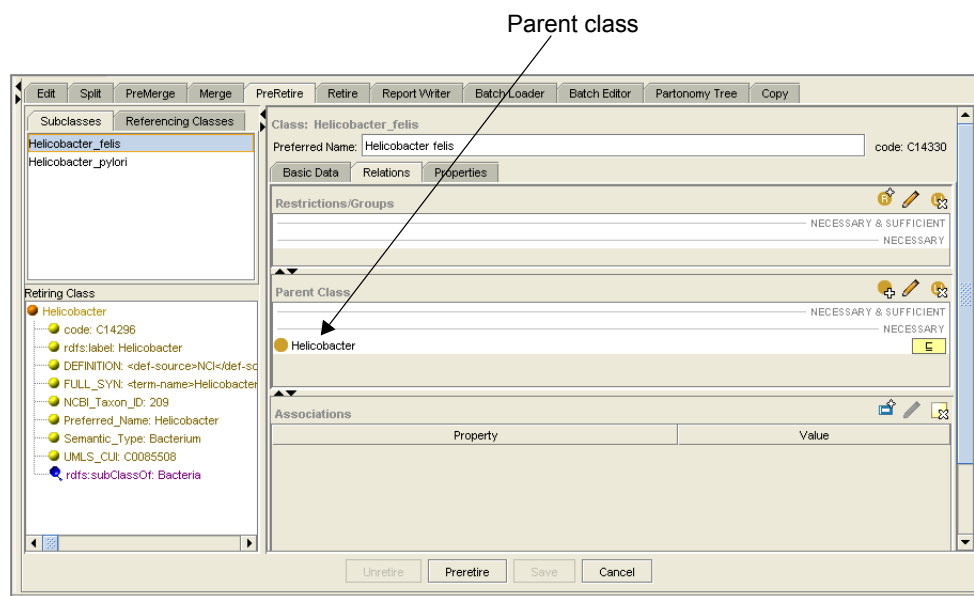 Parent class
Edit Split PreMerge Merge PreRetire Retire Report Writer Batch Loader Batch Editor Partonomy Tree Copy
Subclasses Referencing Classes
Helicobacter_felis
Helicobacter_pylori
Class: Helicobacter_felis
Preferred Name: Helicobacter felis code: C14330
Basic Data Relations Properties
Restrictions/Groups
NECESSARY & SUFFICIENT
NECESSARY
Parent Class
NECESSARY & SUFFICIENT
NECESSARY
Helicobacter ⊑
Associations
Property Value
Retiring Class
Helicobacter
code: C14296
rdfs:label: Helicobacter
DEFINITION: <def-source>NCI</def-sc
FULL_SYN: <term-name>Helicobacter
NCBI_Taxon_ID: 209
Preferred_Name: Helicobacter
Semantic_Type: Bacterium
UMLS_CUI: C0085508
rdfs:subClassOf: Bacteria
Unretire Preretire Save Cancel